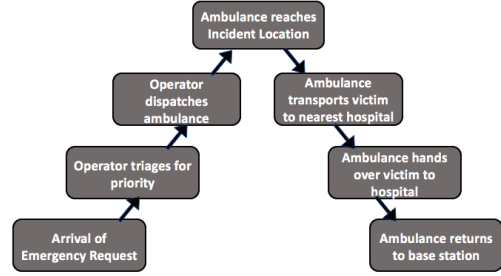 Ambulance reaches
Incident Location
Operator
dispatches
ambulance
Ambulance
transports victim
to nearest hospital
Operator triages for
priority
Ambulance hands
over victim to
hospital
Arrival of
Emergency Request
Ambulance returns
to base station